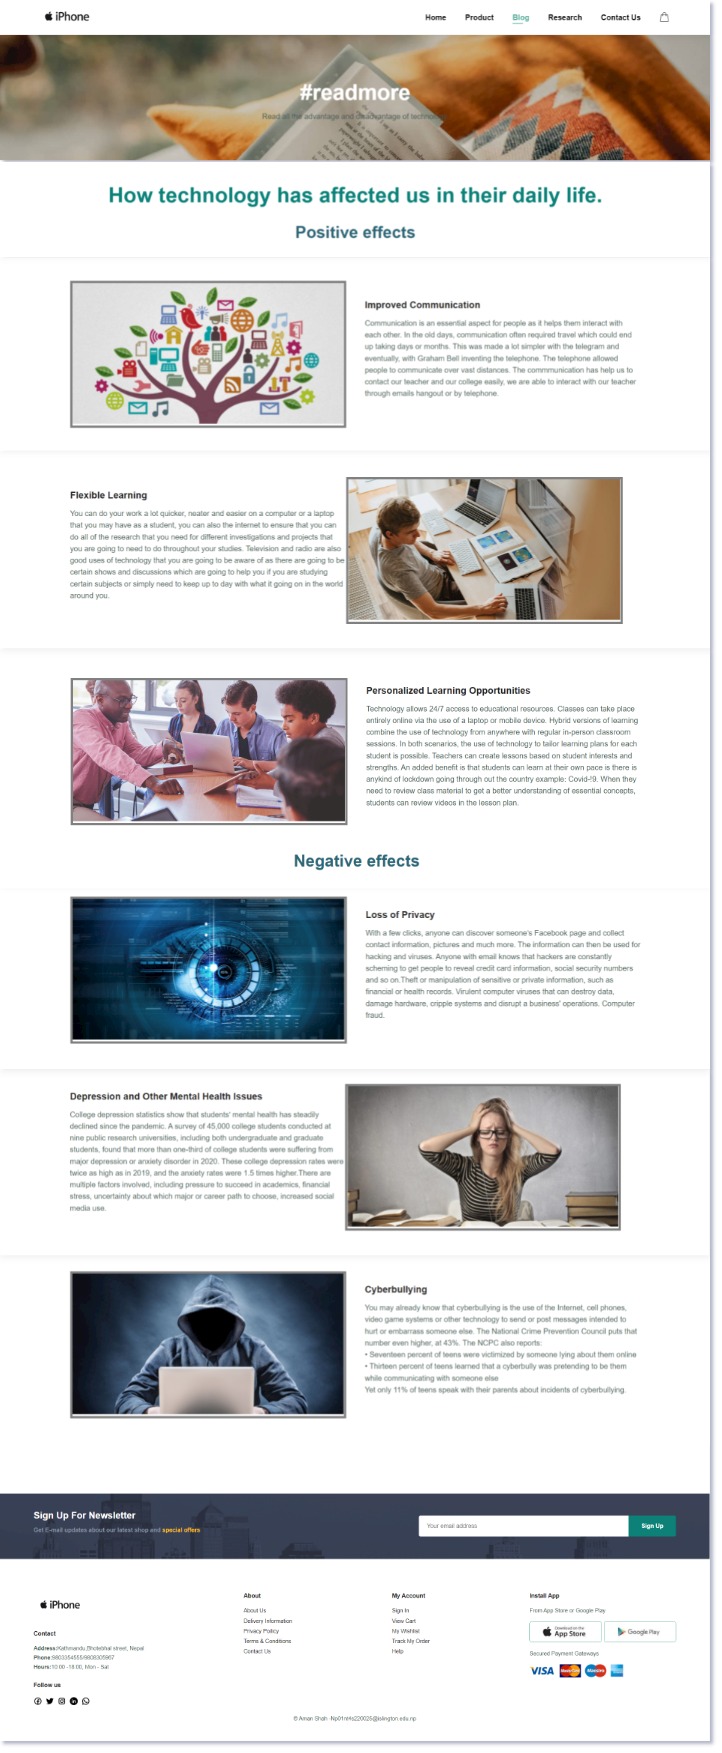 iPhone
Home Product Blog Research Contact Us
#readmore
Read all the advantage and disadvantage of technology
How technology has affected us in their daily life.
Positive effects
Improved Communication
Communication is an essential aspect for people as it helps them interact with
each other. In the old days, communication often required travel which could end
up taking days or months. This was made a lot simpler with the telegram and
eventually, with Graham Bell inventing the telephone. The telephone allowed
people to communicate over vast distances. The commmunication has help us to
contact our teacher and our college easily, we are able to interact with our teacher
through emails hangout or by telephone.
Flexible Learning
You can do your work a lot quicker, neater and easier on a computer or a laptop
that you may have as a student, you can also the internet to ensure that you can
do all of the research that you need for different investigations and projects that
you are going to need to do throughout your studies. Television and radio are also
good uses of technology that you are going to be aware of as there are going to be
certain shows and discussions which are going to help you if you are studying
certain subjects or simply need to keep up to day with what it going on in the world
around you.
Personalized Learning Opportunities
Technology allows 24/7 access to educational resources. Classes can take place
entirely online via the use of a laptop or mobile device. Hybrid versions of learning
combine the use of technology from anywhere with regular in-person classroom
sessions. In both scenarios, the use of technology to tailor learning plans for each
student is possible. Teachers can create lessons based on student interests and
strengths. An added benefit is that students can learn at their own pace is there is
anykind of lockdown going through out the country example: Covid-!9. When they
need to review class material to get a better understanding of essential concepts,
students can review videos in the lesson plan.
Negative effects
Loss of Privacy
With a few clicks, anyone can discover someone's Facebook page and collect
contact information, pictures and much more. The information can then be used for
hacking and viruses. Anyone with email knows that hackers are constantly
scheming to get people to reveal credit card information, social security numbers
and so on.Theft or manipulation of sensitive or private information, such as
financial or health records. Virulent computer viruses that can destroy data,
damage hardware, cripple systems and disrupt a business' operations. Computer
fraud.
Depression and Other Mental Health Issues
College depression statistics show that students' mental health has steadily
declined since the pandemic. A survey of 45,000 college students conducted at
nine public research universities, including both undergraduate and graduate
students, found that more than one-third of college students were suffering from
major depression or anxiety disorder in 2020. These college depression rates were
twice as high as in 2019, and the anxiety rates were 1.5 times higher.There are
multiple factors involved, including pressure to succeed in academics, financial
stress, uncertainty about which major or career path to choose, increased social
media use.
Cyberbullying
You may already know that cyberbullying is the use of the Internet, cell phones,
video game systems or other technology to send or post messages intended to
hurt or embarrass someone else. The National Crime Prevention Council puts that
number even higher, at 43%. The NCPC also reports:
• Seventeen percent of teens were victimized by someone lying about them online
• Thirteen percent of teens learned that a cyberbully was pretending to be them
while communicating with someone else
Yet only 11% of teens speak with their parents about incidents of cyberbullying.
Sign Up For Newsletter
Get E-mail updates about our latest shop and special offers
Your email address
Sign Up
iPhone
Contact
Address:Kathmandu,Bhotebhal street, Nepal
Hours:10:00 -18:00, Mon - Sat
Follow us
About
About Us
Delivery Information
Privacy Policy
Terms & Conditions
Contact Us
My Account
Sign In
View Cart
My Wishlist
Track My Order
Help
Install App
From App Store or Google Play
Download on the
App Store
Google Play
Secured Payment Gateways
VISA MasterCard Maestro